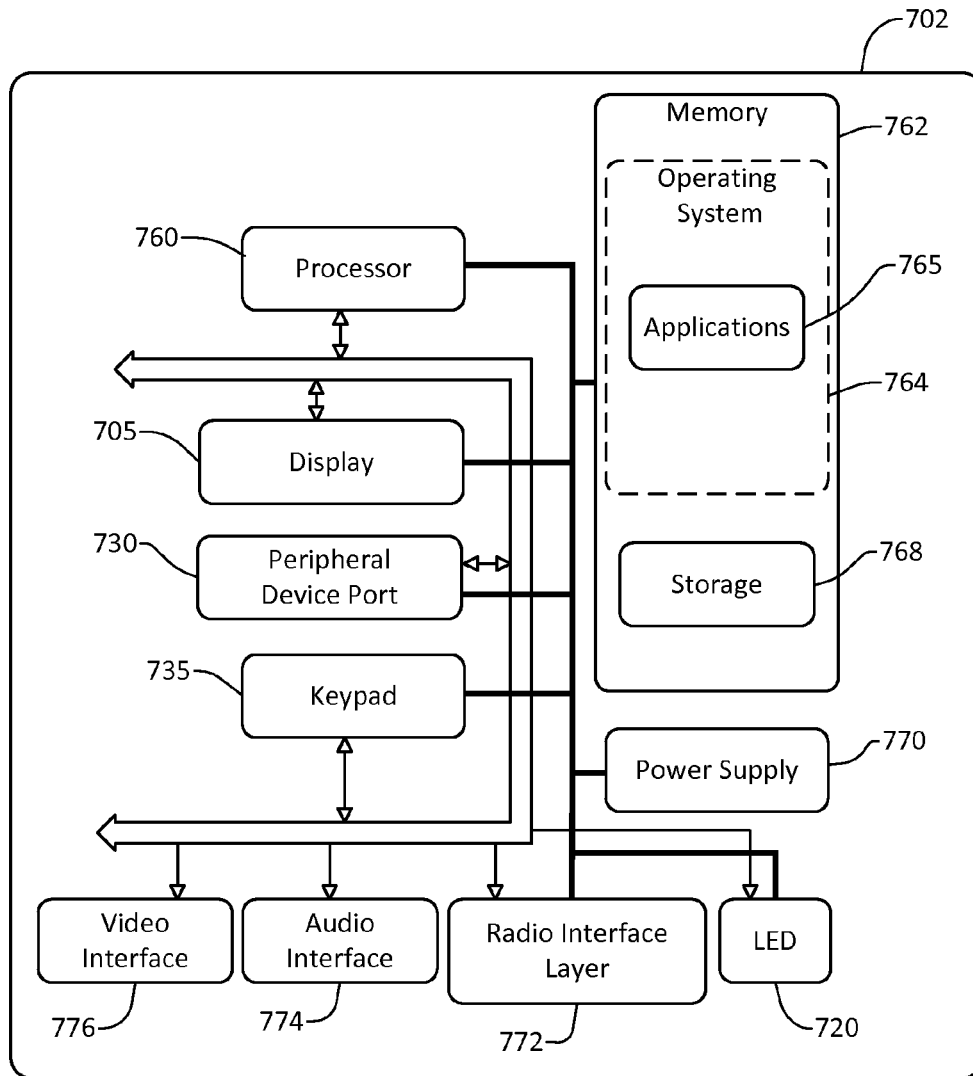 702
Memory
762
Operating
System
760
Processor
765
Applications
764
705
Display
730
Peripheral
Device Port
768
Storage
735
Keypad
770
Power Supply
Video
Interface
Audio
Interface
Radio Interface
Layer
LED
776
774
772
720